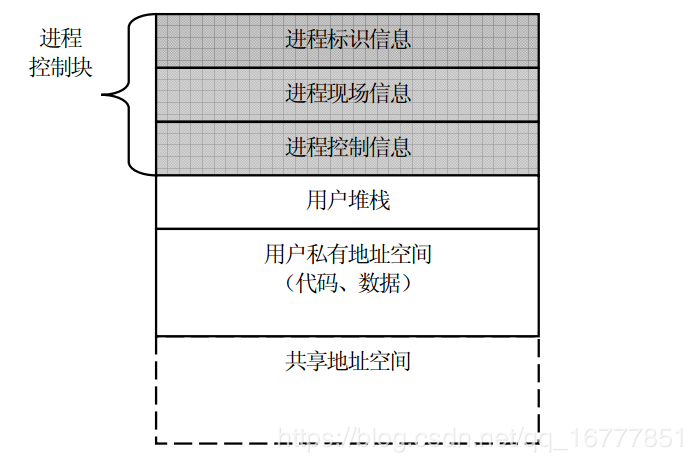 进程
控制块
进程标识信息
进程现场信息
进程控制信息
用户堆栈
用户私有地址空间
（代码、数据）
共享地址空间
https://blog.csdn.net/qq_16777851